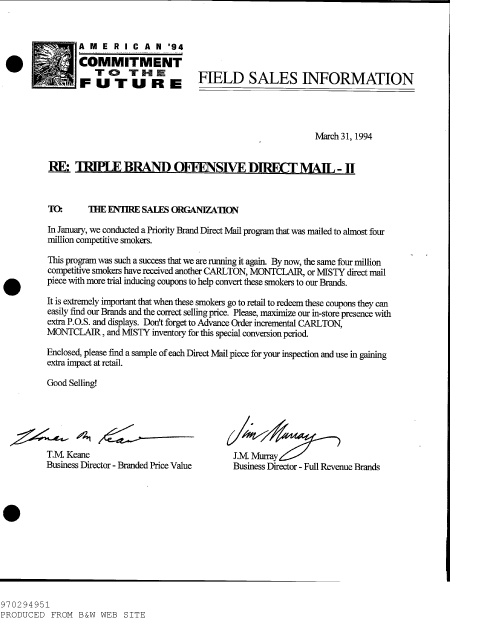 AMERICAN '94
COMMITMENT
TO THE
FUTURE
FIELD SALES INFORMATION
March 31, 1994
RE: TRIPLE BRAND OFFENSIVE DIRECT MAIL - II
TO: THE ENTIRE SALES ORGANIZATION
In January, we conducted a Priority Brand Direct Mail program that was mailed to almost four
million competitive smokers.
This program was such a success that we are running it again. By now, the same four million
competitive smokers have received another CARLTON, MONTCLAIR, or MISTY direct mail
piece with more trial inducing coupons to help convert these smokers to our Brands.
It is extremely important that when these smokers go to retail to redeem these coupons they can
easily find our Brands and the correct selling price. Please, maximize our in-store presence with
extra P.O.S. and displays. Don't forget to Advance Order incremental CARLTON,
MONTCLAIR , and MISTY inventory for this special conversion period.
Enclosed, please find a sample of each Direct Mail piece for your inspection and use in gaining
extra impact at retail.
Good Selling!
Thomas M Keane
Jim Murray
T.M. Keane
Business Director - Branded Price Value
J.M. Murray
Business Director - Full Revenue Brands
970294951
PRODUCED FROM B&W WEB SITE